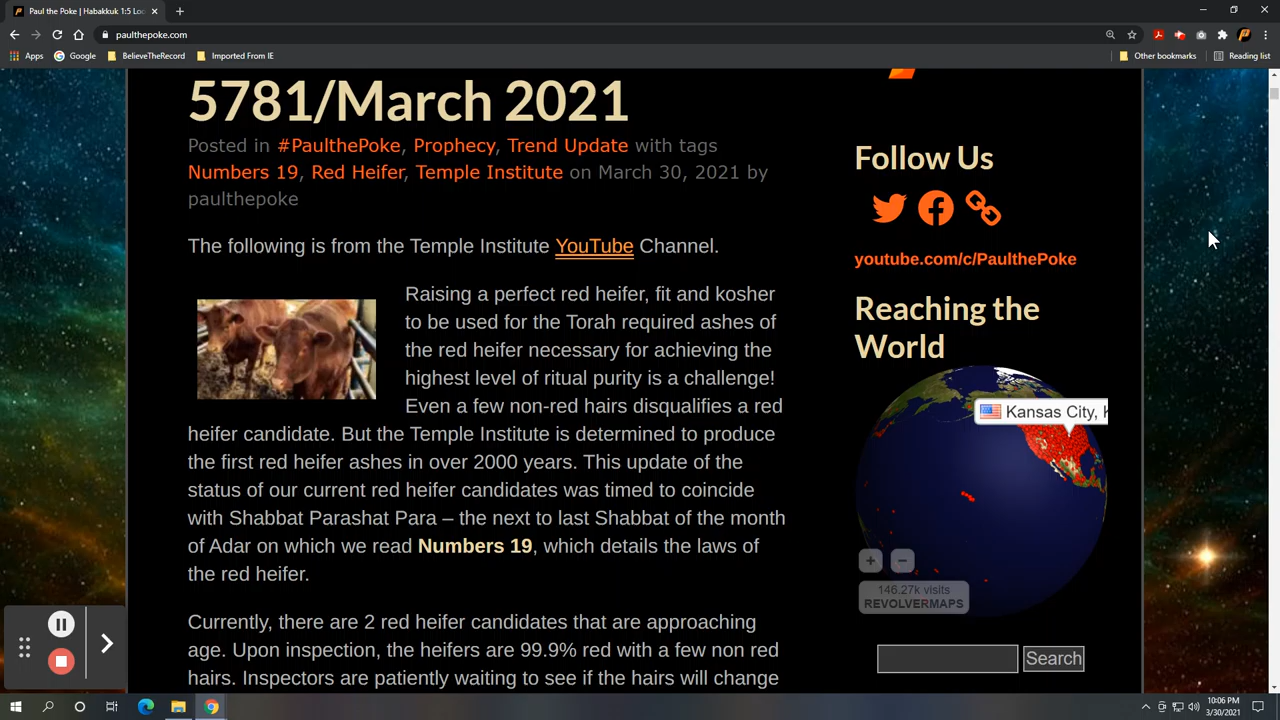 Paul the Poke | Habakkuk 1:5 Loo
paulthepoke.com
Apps
Google
BelieveTheRecord
Imported From IE
Other bookmarks
Reading list
5781/March 2021
Posted in #PaulthePoke, Prophecy, Trend Update with tags
Numbers 19, Red Heifer, Temple Institute on March 30, 2021 by
paulthepoke
The following is from the Temple Institute YouTube Channel.
Raising a perfect red heifer, fit and kosher
to be used for the Torah required ashes of
the red heifer necessary for achieving the
highest level of ritual purity is a challenge!
Even a few non-red hairs disqualifies a red
heifer candidate. But the Temple Institute is determined to produce
the first red heifer ashes in over 2000 years. This update of the
status of our current red heifer candidates was timed to coincide
with Shabbat Parashat Para – the next to last Shabbat of the month
of Adar on which we read Numbers 19, which details the laws of
the red heifer.
Currently, there are 2 red heifer candidates that are approaching
age. Upon inspection, the heifers are 99.9% red with a few non red
hairs. Inspectors are patiently waiting to see if the hairs will change
Follow Us
youtube.com/c/PaulthePoke
Reaching the
World
Kansas City, K
+ −
146.27k visits
REVOLVERMAPS
Search
10:06 PM
3/30/2021